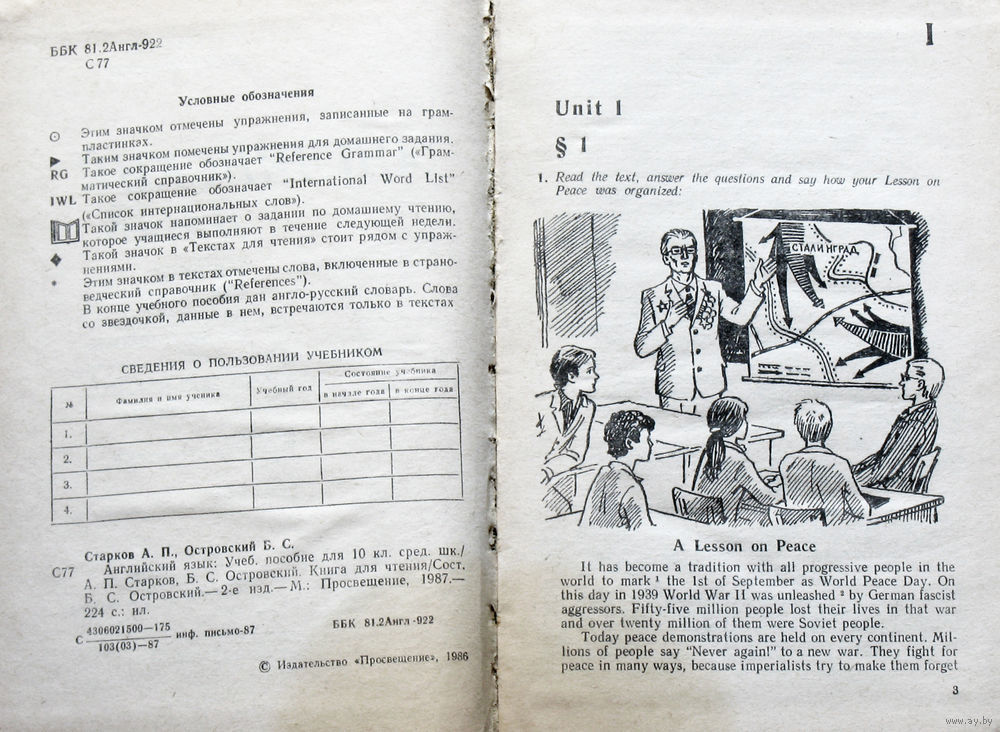 ББК 81.2Англ-922
С 77
Условные обозначения
⊙ Этим значком отмечены упражнения, записанные на грам-
пластинках.
▶ Таким значком помечены упражнения для домашнего задания.
RG Такое сокращение обозначает “Reference Grammar” («Грам-
матический справочник»).
IWL Такое сокращение обозначает “International Word LIst”
(«Список интернациональных слов»).
Такой значок напоминает о задании по домашнему чтению,
которое учащиеся выполняют в течение следующей недели.
◆ Такой значок в «Текстах для чтения» стоит рядом с упраж-
нениями.
* Этим значком в текстах отмечены слова, включенные в страно-
ведческий справочник (“References”).
В конце учебного пособия дан англо-русский словарь. Слова
со звездочкой, данные в нем, встречаются только в текстах
СВЕДЕНИЯ О ПОЛЬЗОВАНИИ УЧЕБНИКОМ
№ Фамилия и имя ученика Учебный год Состояние учебника
в начале года в конце года
1.
2.
3.
4.
Старков А. П., Островский Б. С.
С77 Английский язык: Учеб. пособие для 10 кл. сред. шк./
А. П. Старков, Б. С. Островский. Книга для чтения/Сост.
Б. С. Островский.— 2-е изд.— М.: Просвещение, 1987.—
224 с.: ил.
С 4306021500—175
103(03)—87 инф. письмо-87 ББК 81.2Англ-922
© Издательство «Просвещение», 1986
I
Unit 1
§ 1
1. Read the text, answer the questions and say how your Lesson on
Peace was organized:
СТАЛИНГРАД
A Lesson on Peace
It has become a tradition with all progressive people in the
world to mark ¹ the 1st of September as World Peace Day. On
this day in 1939 World War II was unleashed ² by German fascist
aggressors. Fifty-five million people lost their lives in that war
and over twenty million of them were Soviet people.
Today peace demonstrations are held on every continent. Mil-
lions of people say “Never again!” to a new war. They fight for
peace in many ways, because imperialists try to make them forget
3
www.ay.by